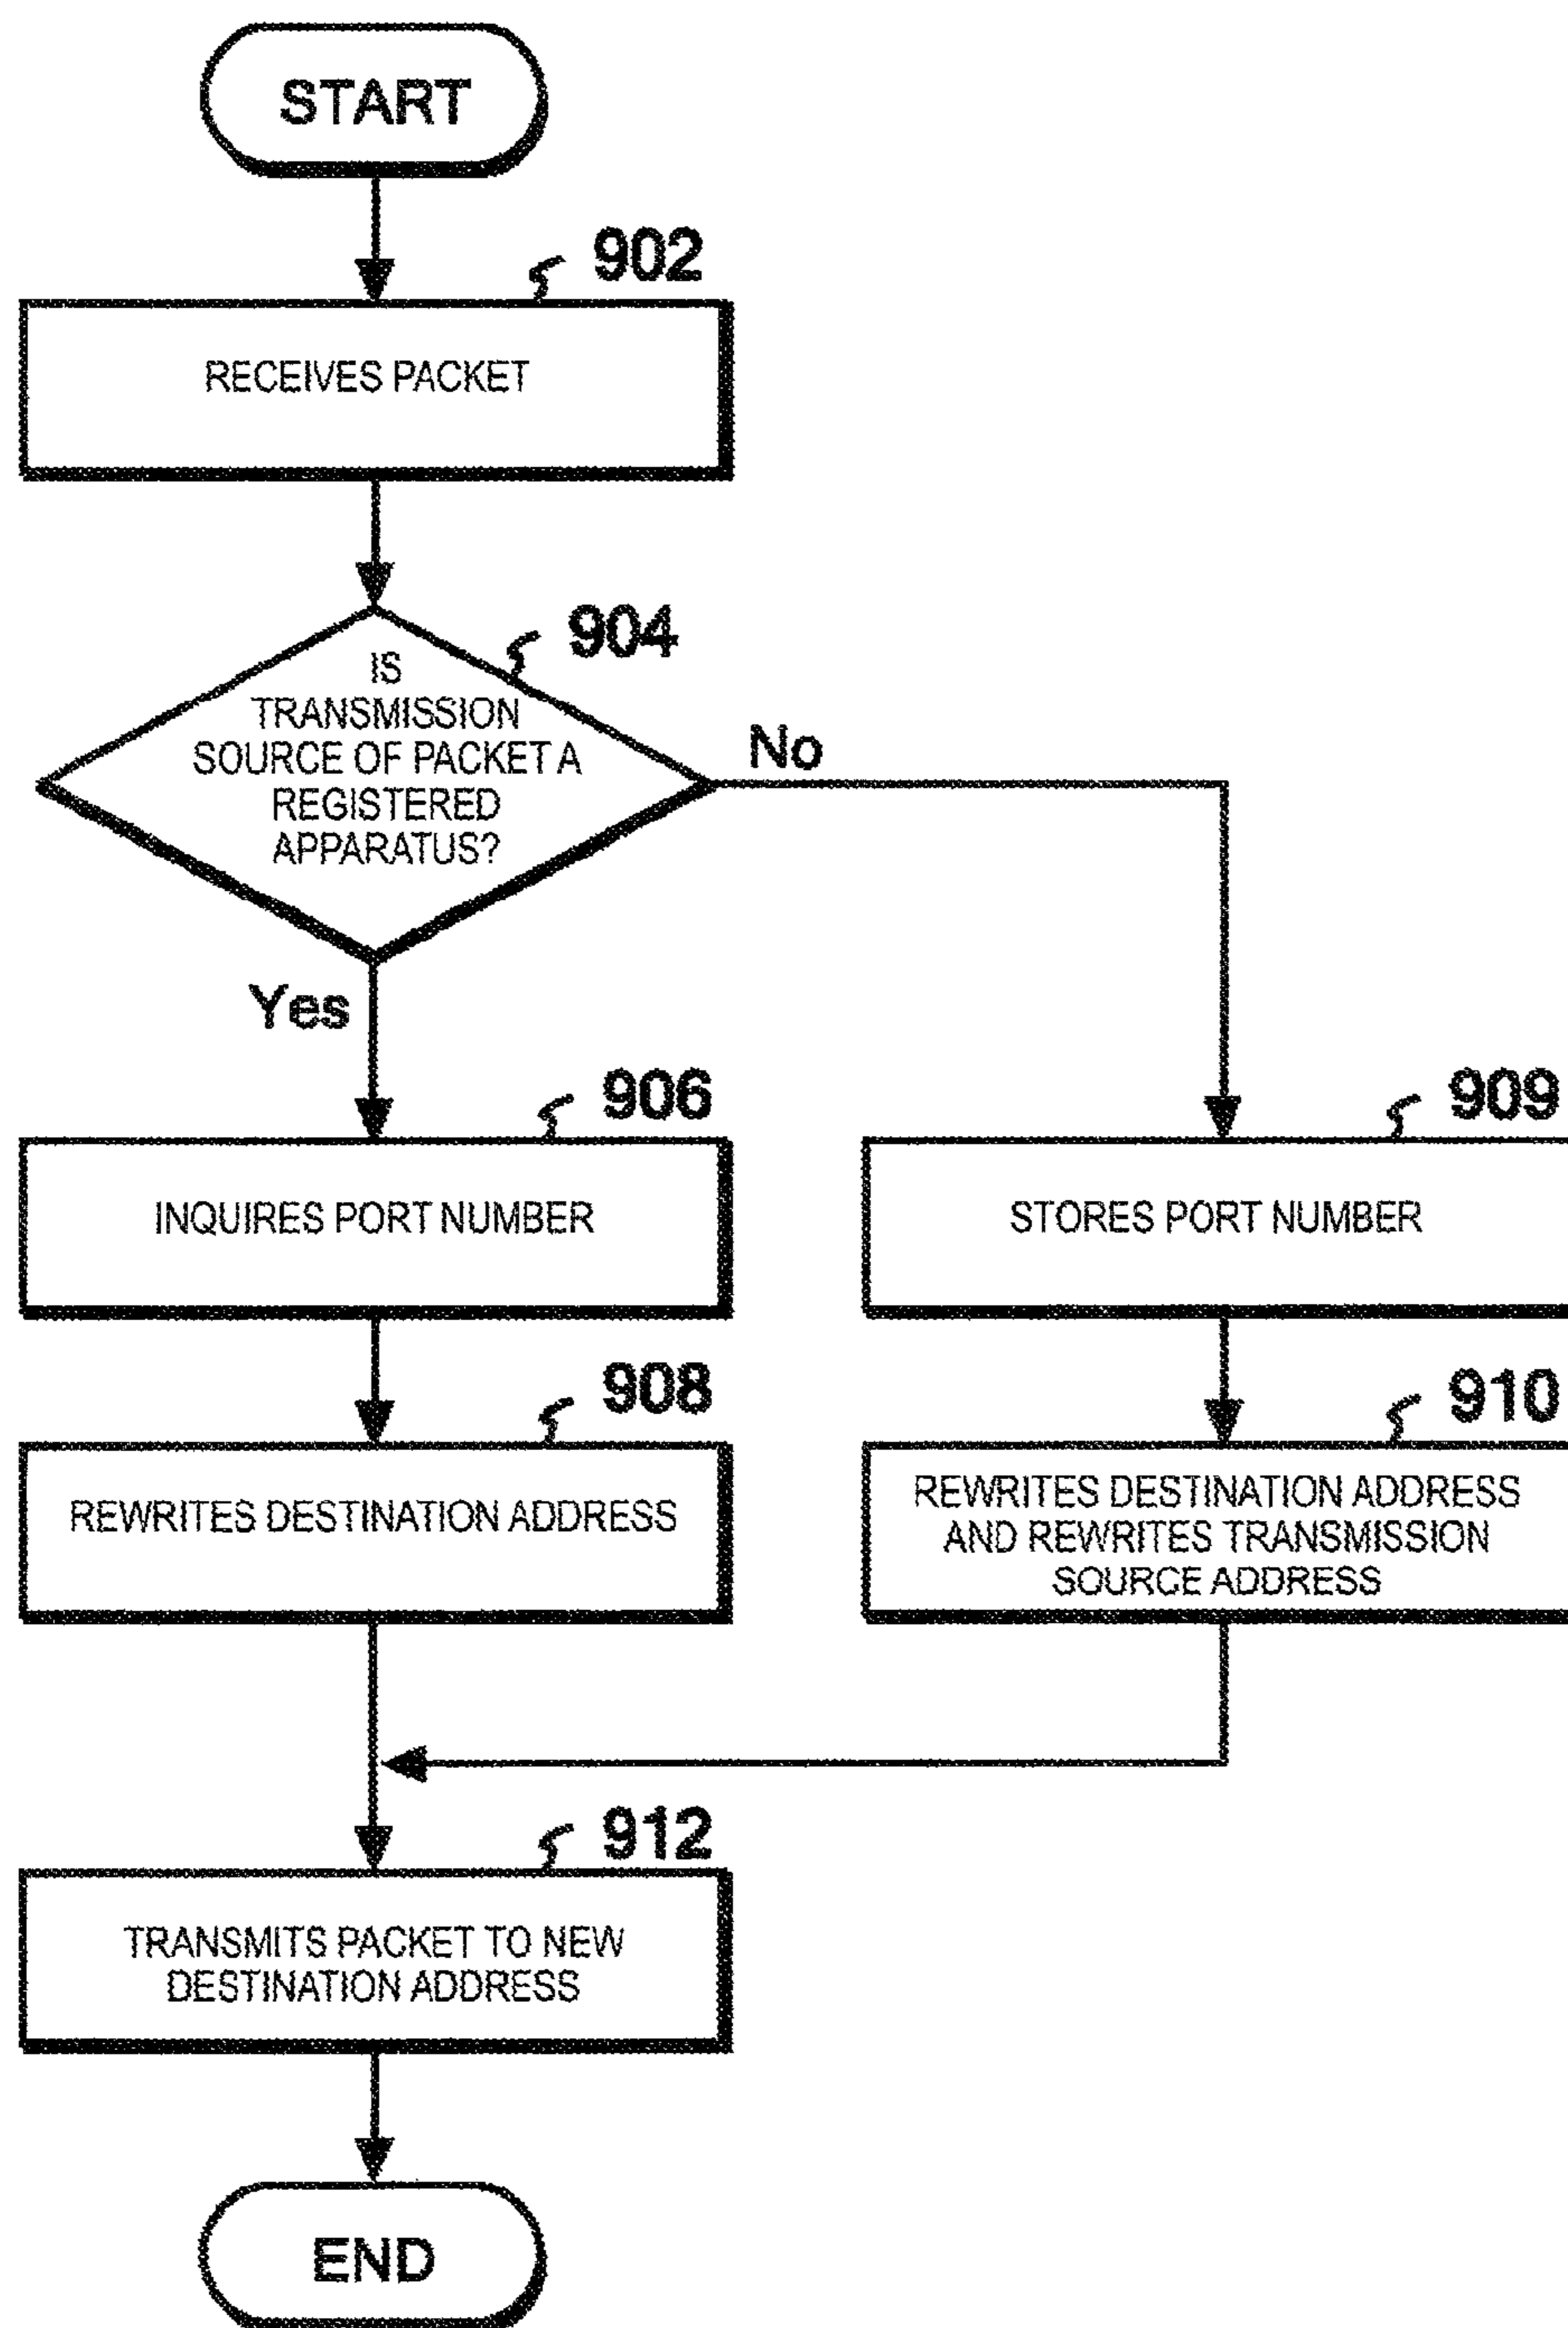 START
902
RECEIVES PACKET
904
IS
TRANSMISSION
SOURCE OF PACKET A
REGISTERED
APPARATUS?
No
Yes
906
INQUIRES PORT NUMBER
909
STORES PORT NUMBER
908
REWRITES DESTINATION ADDRESS
910
REWRITES DESTINATION ADDRESS
AND REWRITES TRANSMISSION
SOURCE ADDRESS
912
TRANSMITS PACKET TO NEW
DESTINATION ADDRESS
END